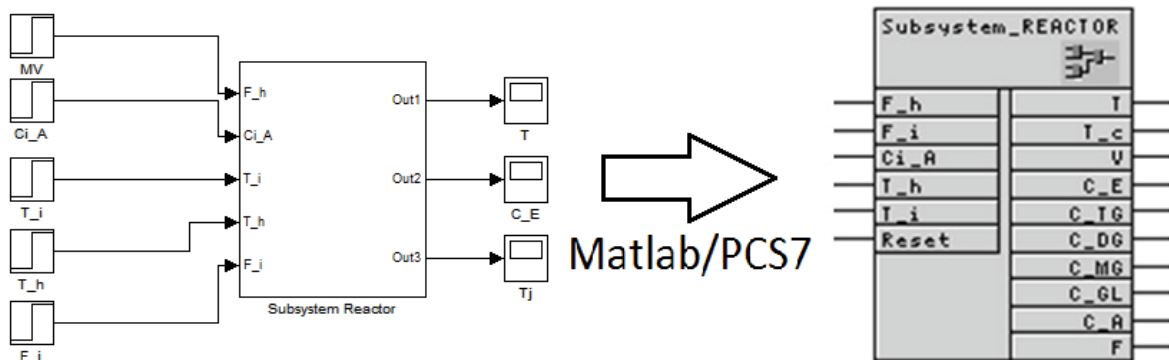 MV
Ci_A
T_i
T_h
F_i
F_h
Ci_A
T_i
T_h
F_i
Out1
Out2
Out3
Subsystem Reactor
T
C_E
Tj
Matlab/PCS7
Subsystem_REACTOR
F_h
F_i
Ci_A
T_h
T_i
Reset
T
T_c
V
C_E
C_TG
C_DG
C_MG
C_GL
C_A
F